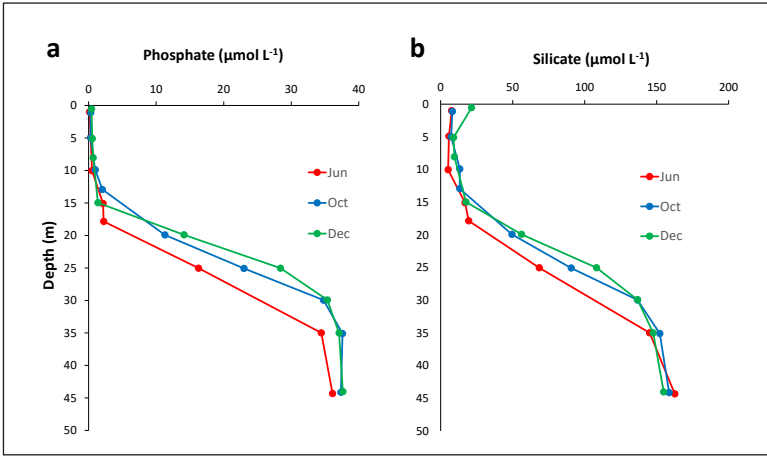 a
Phosphate (µmol L-1)
0 10 20 30 40
0
5
10
15
20
25
30
35
40
45
50
Depth (m)
Jun
Oct
Dec
b
Silicate (µmol L-1)
0 50 100 150 200
0
5
10
15
20
25
30
35
40
45
50
Jun
Oct
Dec